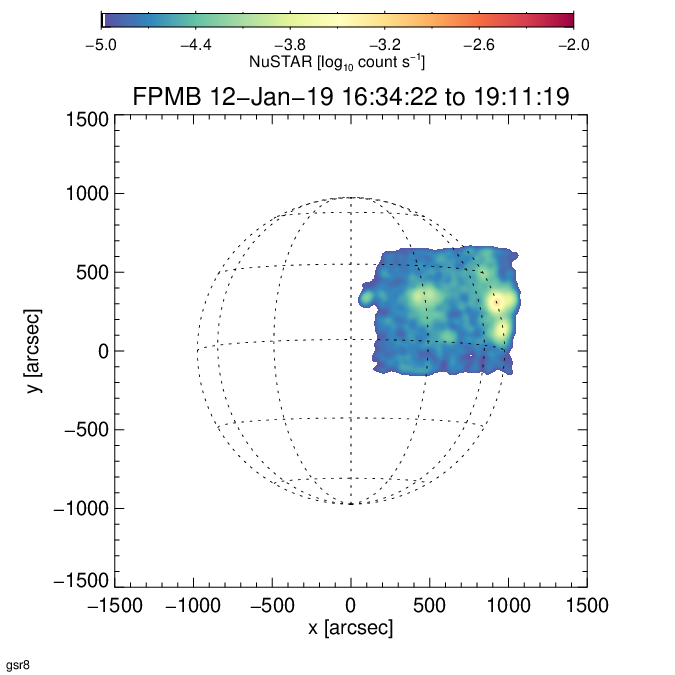 −5.0 −4.4 −3.8 −3.2 −2.6 −2.0
NuSTAR [log₁₀ count s⁻¹]
FPMB 12−Jan−19 16:34:22 to 19:11:19
1500
1000
500
0
−500
−1000
−1500
y [arcsec]
−1500 −1000 −500 0 500 1000 1500
x [arcsec]
gsr8